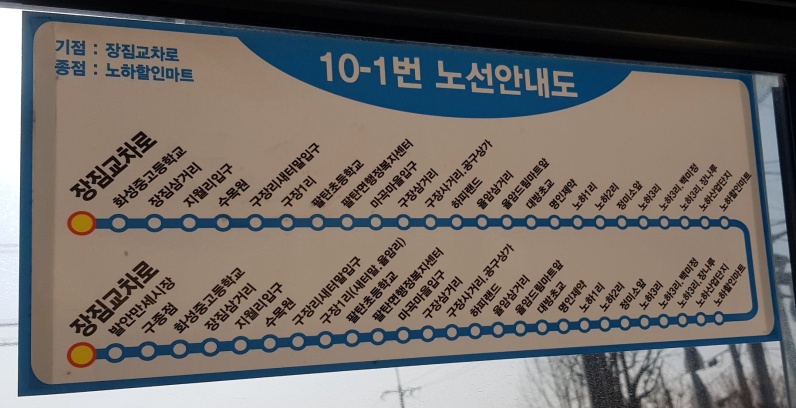 기점 : 장짐교차로
종점 : 노하할인마트
10-1번 노선안내도
장짐교차로
화성중고등학교
장짐삼거리
지월리입구
수목원
구장리새터말입구
구장1리
팔탄초등학교
팔탄면행정복지센터
마곡마을입구
구장삼거리
구장사거리, 공구상가
하피랜드
율암삼거리
율암드림마트앞
대방초교
명인제약
노하1리
노하2리
장미소앞
노하3리
노하3리, 백미정
노하3리, 장나루
노하산업단지
노하할인마트
장짐교차로
발안만세시장
구종점
화성중고등학교
장짐삼거리
지월리입구
수목원
구장리새터말입구
구장1리(새터말,율암리)
팔탄초등학교
팔탄면행정복지센터
마곡마을입구
구장삼거리
구장사거리, 공구상가
하피랜드
율암삼거리
율암드림마트앞
대방초교
명인제약
노하1리
노하2리
장미소앞
노하3리
노하3리, 백미정
노하3리, 장나루
노하산업단지
노하할인마트